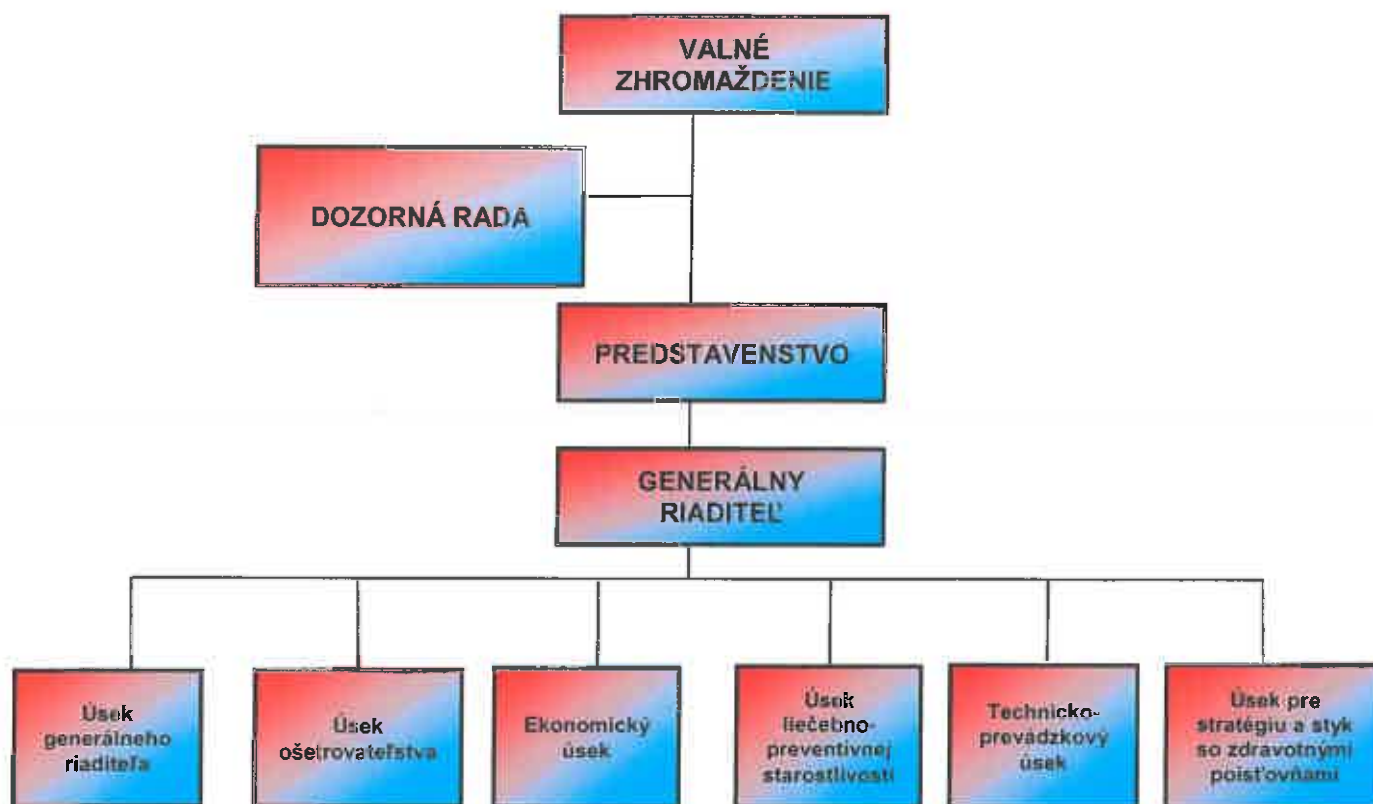 VALNÉ
ZHROMAŽDENIE
DOZORNÁ RADA
PREDSTAVENSTVO
GENERÁLNY
RIADITEĽ
Úsek
generálneho
riaditeľa
Úsek
ošetrovateľstva
Ekonomický
úsek
Úsek
liečebno-
preventívnej
starostlivosti
Technicko-
prevádzkový
úsek
Úsek pre
stratégiu a styk
so zdravotnými
poisťovňami